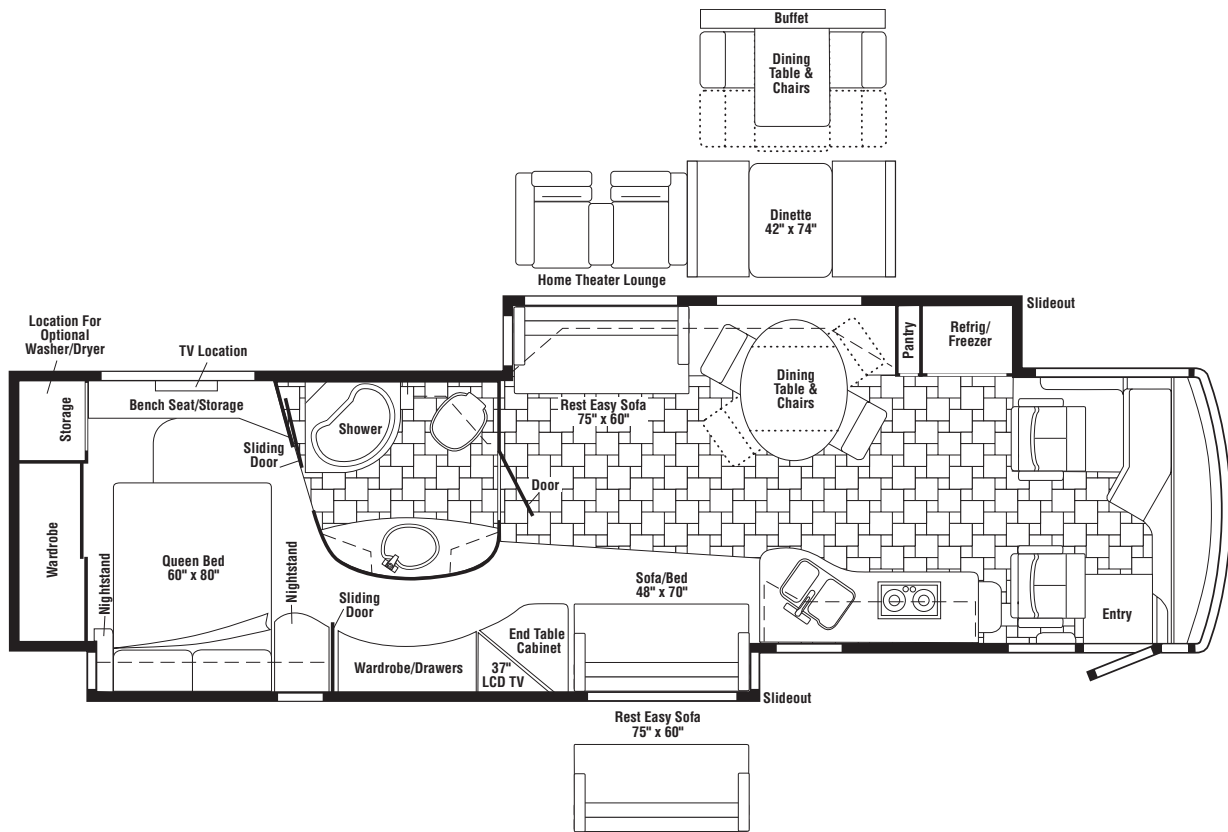 Buffet
Dining
Table &
Chairs
Dinette
42" x 74"
Home Theater Lounge
Slideout
Location For
Optional
Washer/Dryer
TV Location
Pantry
Refrig/
Freezer
Storage
Bench Seat/Storage
Shower
Sliding
Door
Rest Easy Sofa
75" x 60"
Dining
Table &
Chairs
Door
Wardrobe
Nightstand
Queen Bed
60" x 80"
Nightstand
Sliding
Door
Wardrobe/Drawers
End Table
Cabinet
37"
LCD TV
Sofa/Bed
48" x 70"
Entry
Slideout
Rest Easy Sofa
75" x 60"